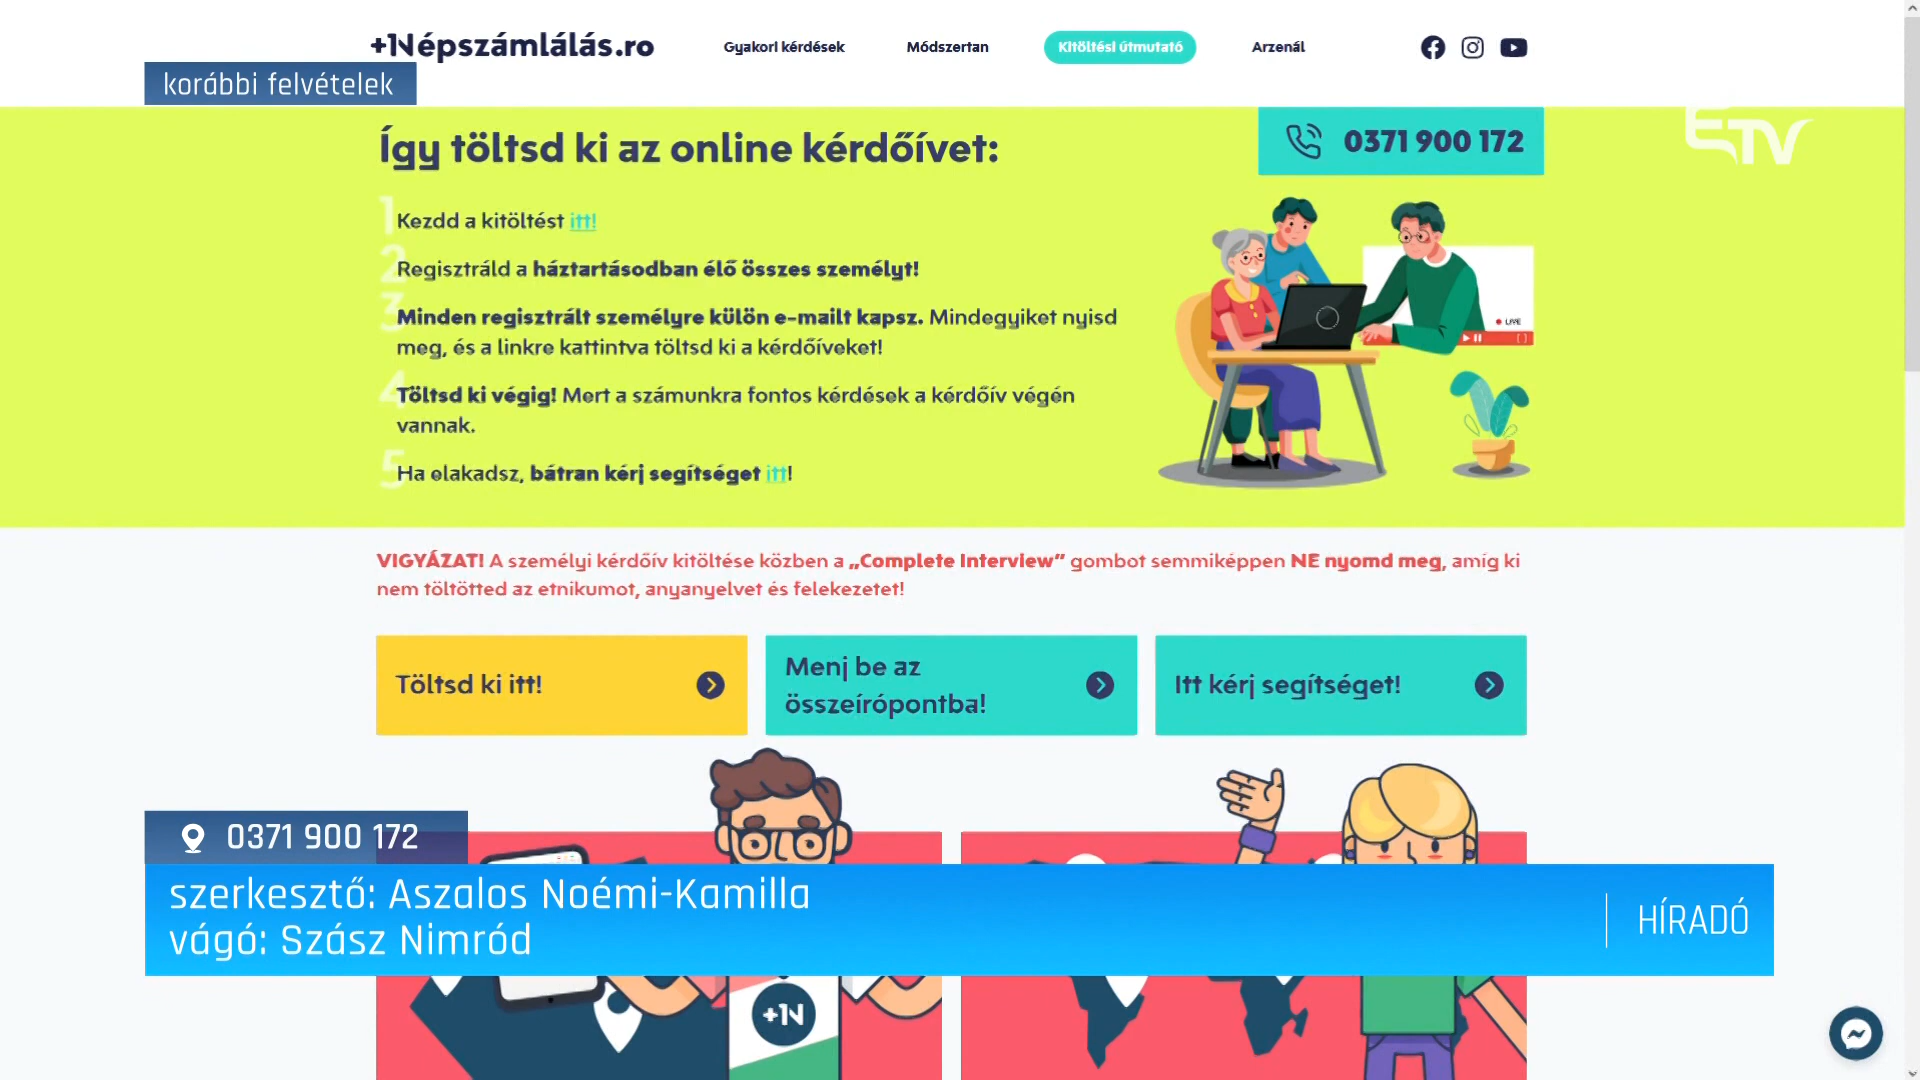 +1Népszámlálás.ro
Gyakori kérdések
Módszertan
Kitöltési útmutató
Arzenál
korábbi felvételek
Így töltsd ki az online kérdőívet:
0371 900 172
ETV
1 Kezdd a kitöltést itt!
2 Regisztráld a háztartásodban élő összes személyt!
3 Minden regisztrált személyre külön e-mailt kapsz. Mindegyiket nyisd
meg, és a linkre kattintva töltsd ki a kérdőíveket!
4 Töltsd ki végig! Mert a számunkra fontos kérdések a kérdőív végén
vannak.
5 Ha elakadsz, bátran kérj segítséget itt!
LIVE
VIGYÁZAT! A személyi kérdőív kitöltése közben a „Complete Interview” gombot semmiképpen NE nyomd meg, amíg ki
nem töltötted az etnikumot, anyanyelvet és felekezetet!
Töltsd ki itt!
Menj be az
összeírópontba!
Itt kérj segítséget!
0371 900 172
szerkesztő: Aszalos Noémi-Kamilla
vágó: Szász Nimród
HÍRADÓ
+1N